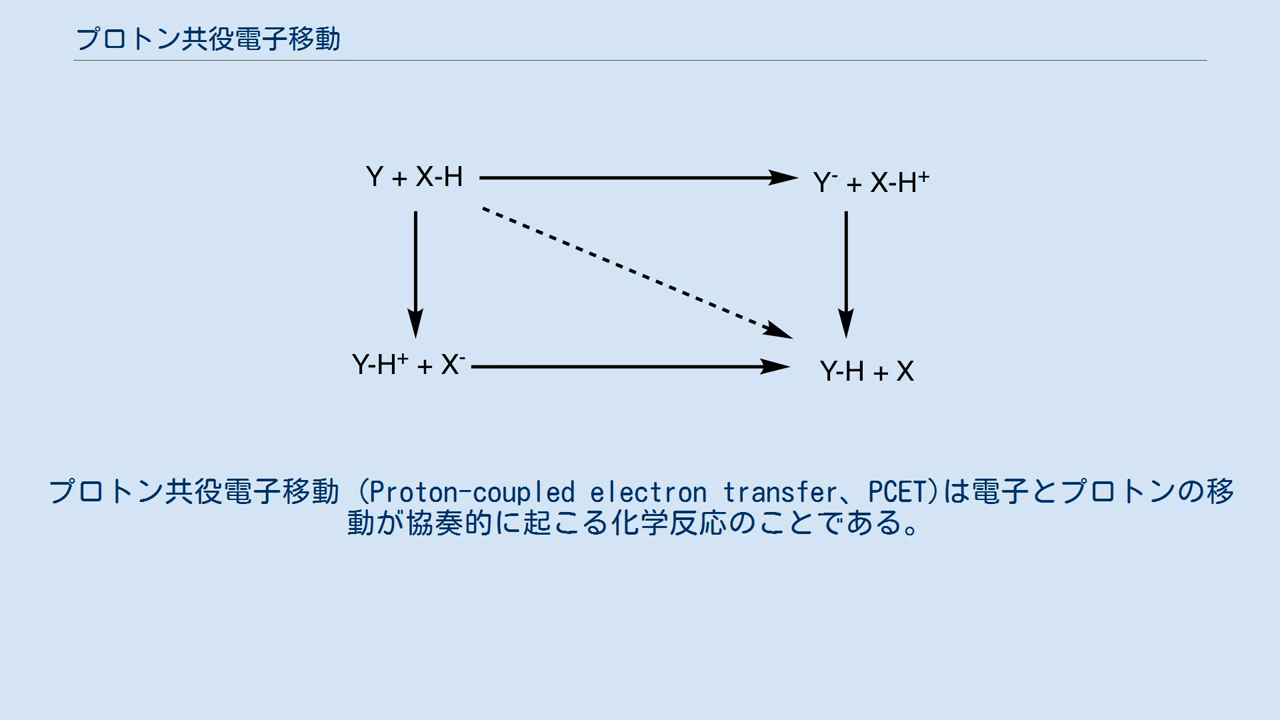 プロトン共役電子移動
Y + X-H
Y⁻ + X-H⁺
Y-H⁺ + X⁻
Y-H + X
プロトン共役電子移動 (Proton-coupled electron transfer、PCET)は電子とプロトンの移
動が協奏的に起こる化学反応のことである。